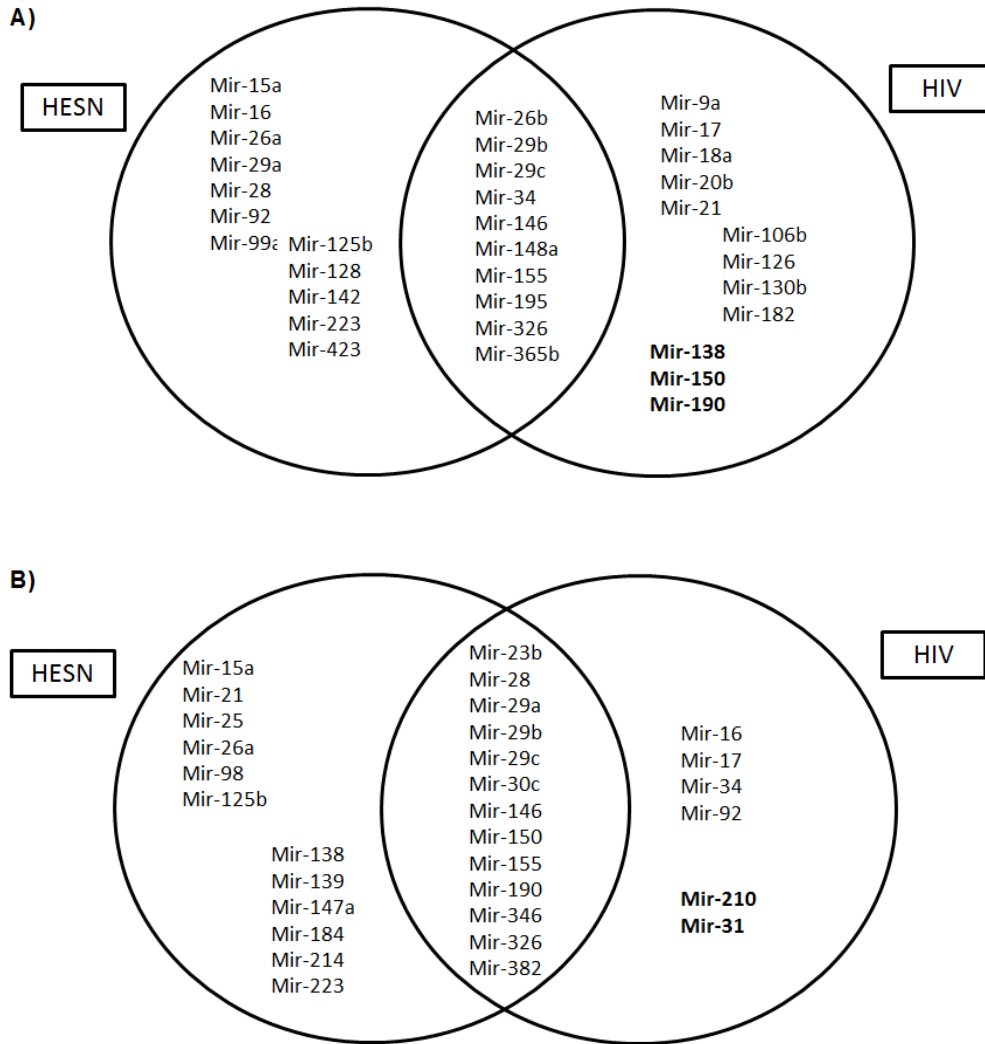 A)
HESN
Mir-15a
Mir-16
Mir-26a
Mir-29a
Mir-28
Mir-92
Mir-99a
Mir-125b
Mir-128
Mir-142
Mir-223
Mir-423
Mir-26b
Mir-29b
Mir-29c
Mir-34
Mir-146
Mir-148a
Mir-155
Mir-195
Mir-326
Mir-365b
HIV
Mir-9a
Mir-17
Mir-18a
Mir-20b
Mir-21
Mir-106b
Mir-126
Mir-130b
Mir-182
Mir-138
Mir-150
Mir-190
B)
HESN
Mir-15a
Mir-21
Mir-25
Mir-26a
Mir-98
Mir-125b
Mir-138
Mir-139
Mir-147a
Mir-184
Mir-214
Mir-223
Mir-23b
Mir-28
Mir-29a
Mir-29b
Mir-29c
Mir-30c
Mir-146
Mir-150
Mir-155
Mir-190
Mir-346
Mir-326
Mir-382
HIV
Mir-16
Mir-17
Mir-34
Mir-92
Mir-210
Mir-31